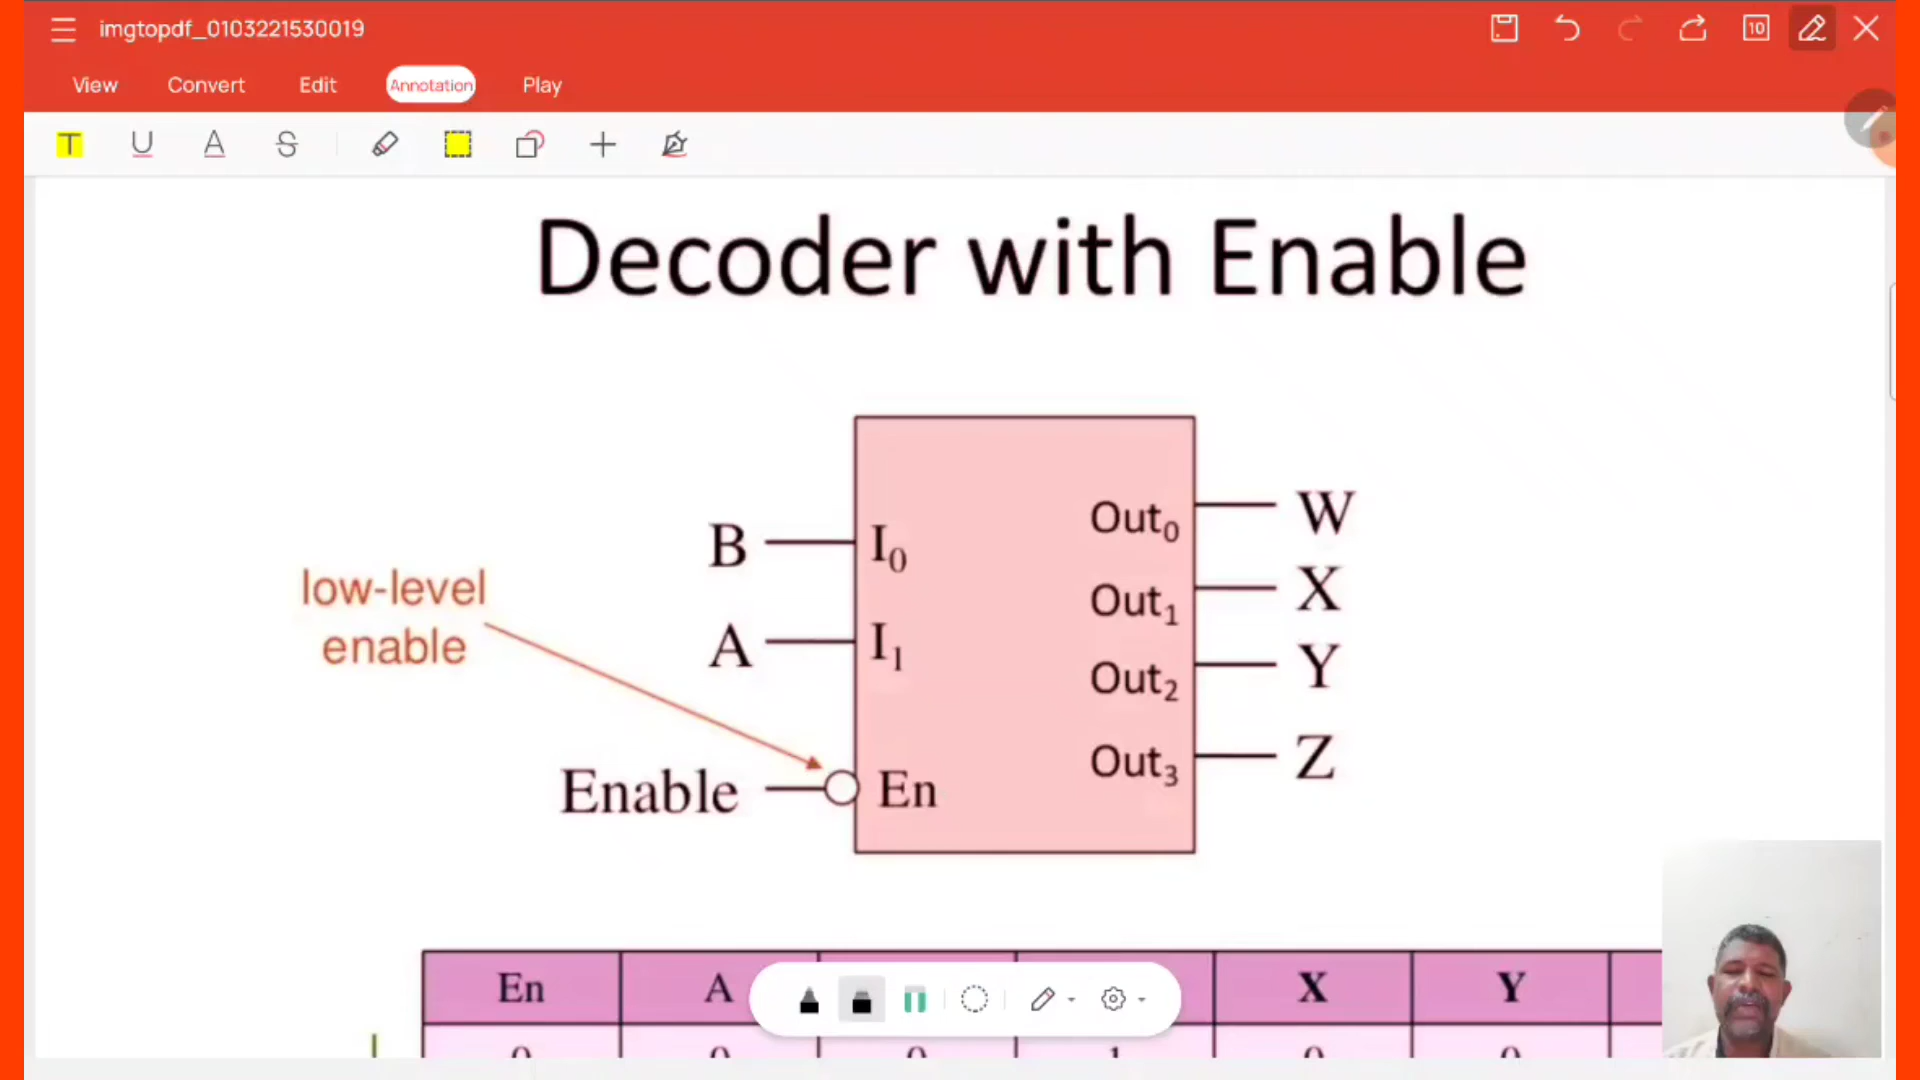 imgtopdf_0103221530019
10
View Convert Edit Annotation Play
T U A S
Decoder with Enable
B I0 Out0 W
low-level
enable
A I1 Out1 X
Out2 Y
Enable En Out3 Z
En A X Y
0 0 0 1 0 0